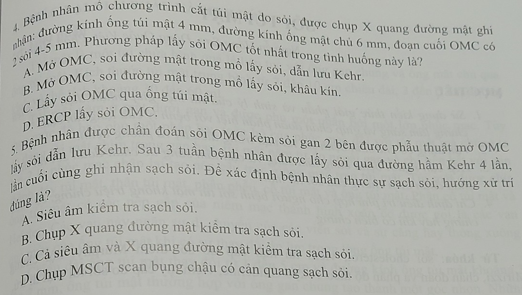 4. Bệnh nhân mổ chương trình cắt túi mật do sỏi, được chụp X quang đường mật ghi
nhận: đường kính ống túi mật 4 mm, đường kính ống mật chủ 6 mm, đoạn cuối OMC có
2 sỏi 4-5 mm. Phương pháp lấy sỏi OMC tốt nhất trong tình huống này là?
A. Mở OMC, soi đường mật trong mổ lấy sỏi, dẫn lưu Kehr.
B. Mở OMC, soi đường mật trong mổ lấy sỏi, khâu kín.
C. Lấy sỏi OMC qua ống túi mật.
D. ERCP lấy sỏi OMC.
5. Bệnh nhân được chẩn đoán sỏi OMC kèm sỏi gan 2 bên được phẫu thuật mở OMC
lấy sỏi dẫn lưu Kehr. Sau 3 tuần bệnh nhân được lấy sỏi qua đường hầm Kehr 4 lần,
lần cuối cùng ghi nhận sạch sỏi. Để xác định bệnh nhân thực sự sạch sỏi, hướng xử trí
đúng là?
A. Siêu âm kiểm tra sạch sỏi.
B. Chụp X quang đường mật kiểm tra sạch sỏi.
C. Cả siêu âm và X quang đường mật kiểm tra sạch sỏi.
D. Chụp MSCT scan bụng chậu có cản quang sạch sỏi.